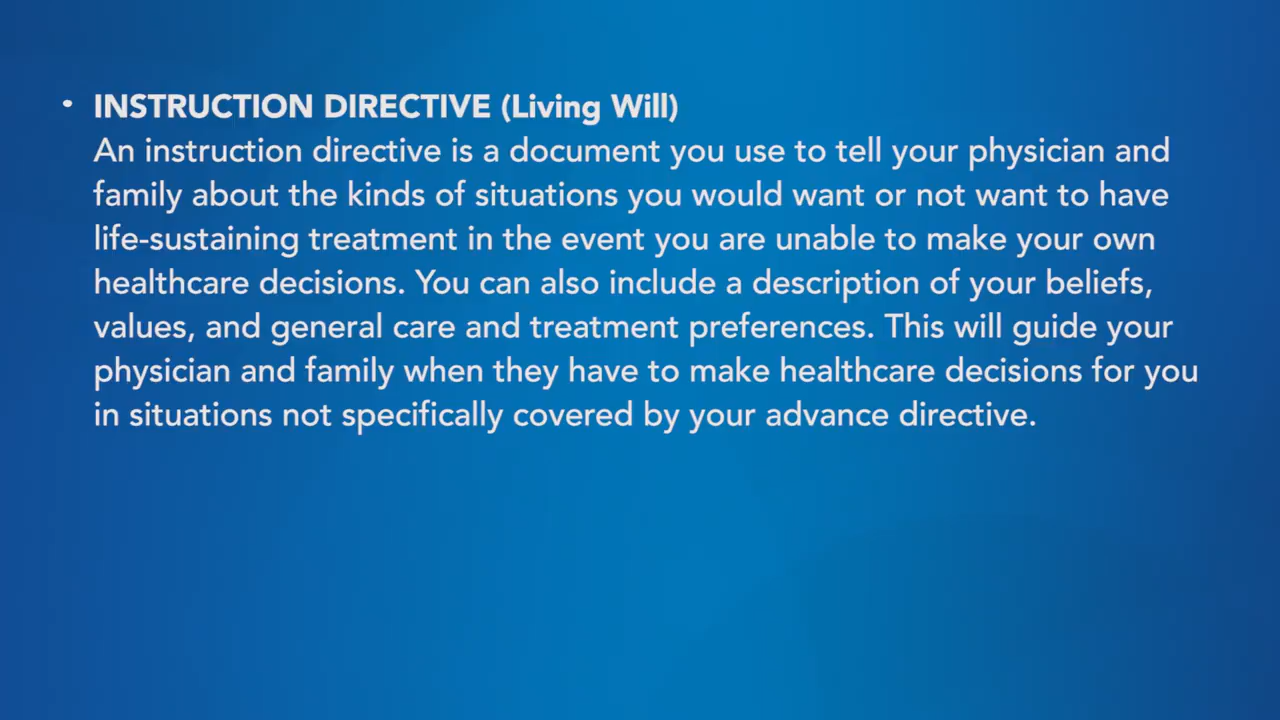 • INSTRUCTION DIRECTIVE (Living Will)
An instruction directive is a document you use to tell your physician and
family about the kinds of situations you would want or not want to have
life-sustaining treatment in the event you are unable to make your own
healthcare decisions. You can also include a description of your beliefs,
values, and general care and treatment preferences. This will guide your
physician and family when they have to make healthcare decisions for you
in situations not specifically covered by your advance directive.